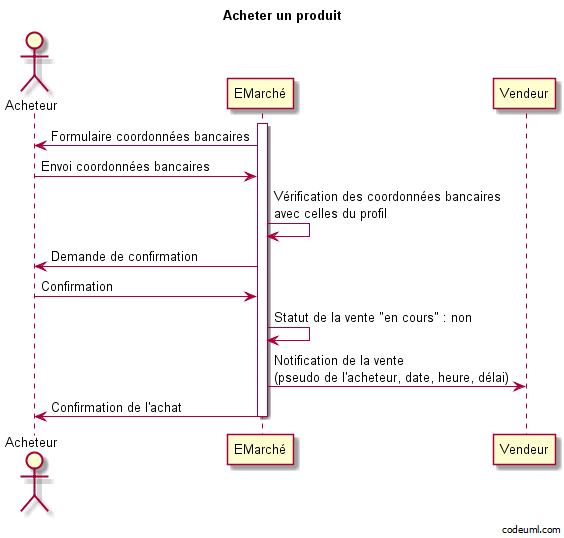 Acheter un produit
Acheteur
EMarché
Vendeur
Formulaire coordonnées bancaires
Envoi coordonnées bancaires
Vérification des coordonnées bancaires
avec celles du profil
Demande de confirmation
Confirmation
Statut de la vente "en cours" : non
Notification de la vente
(pseudo de l'acheteur, date, heure, délai)
Confirmation de l'achat
Acheteur
EMarché
Vendeur
codeuml.com